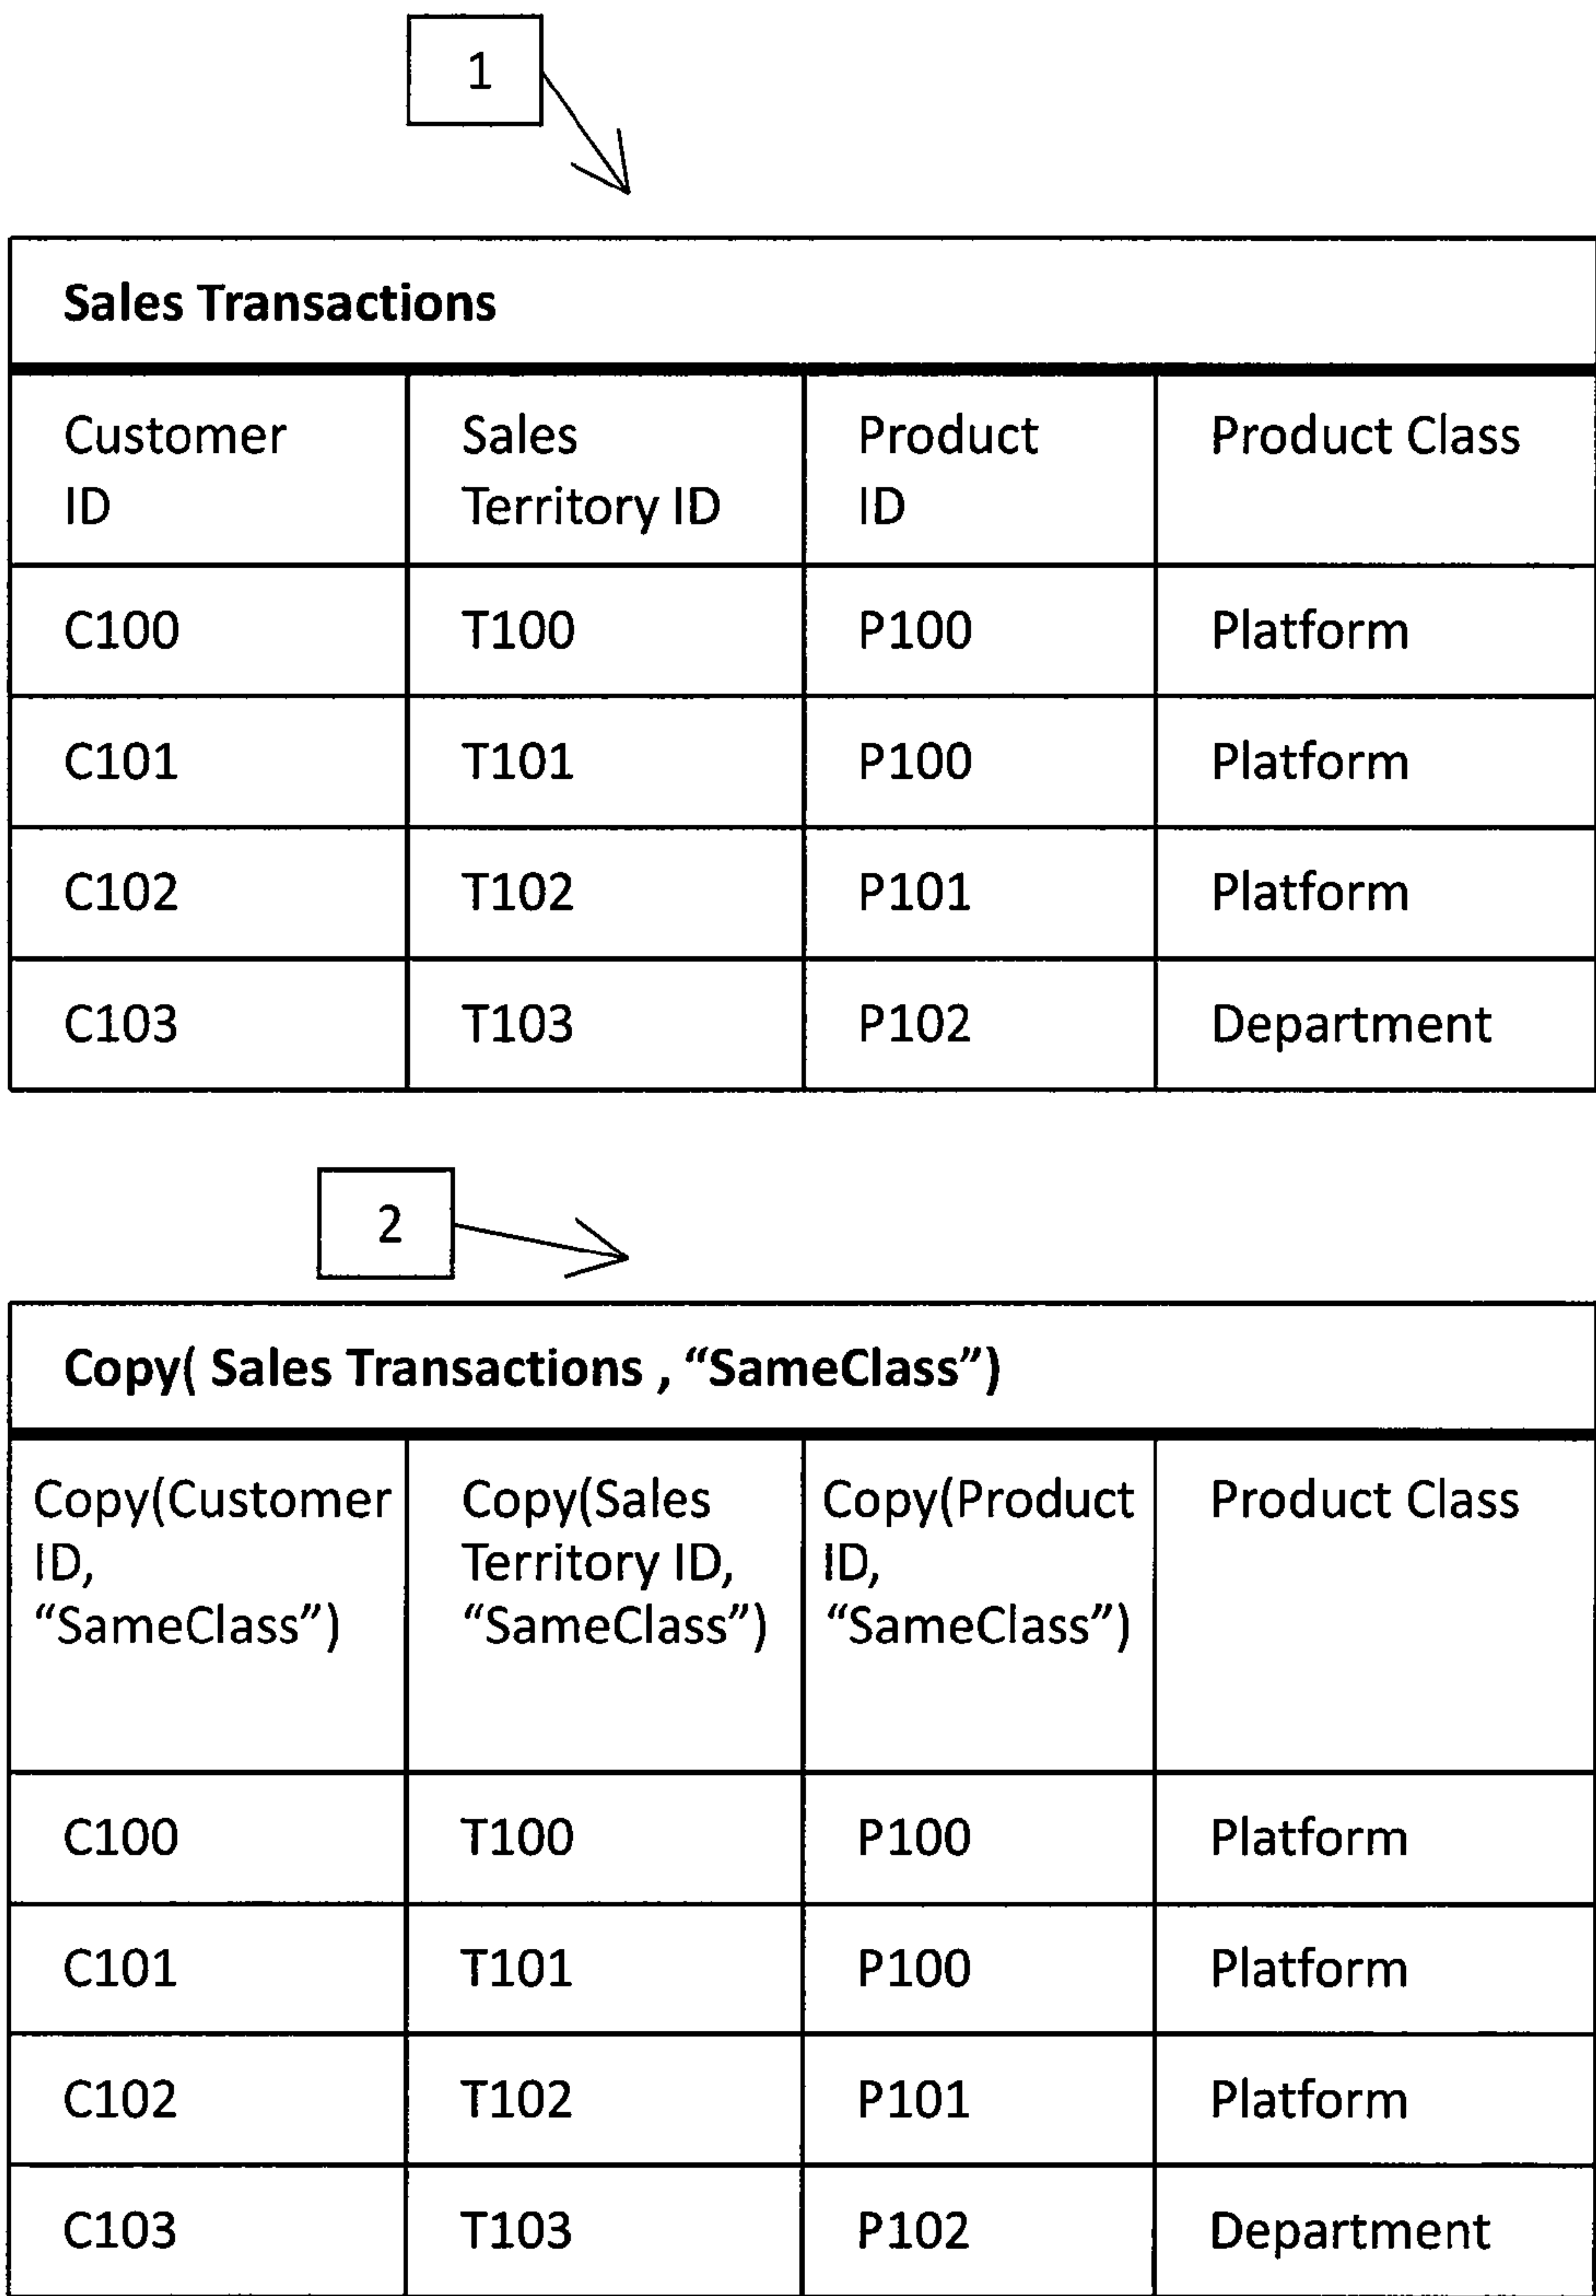 1
Sales Transactions
Customer ID | Sales Territory ID | Product ID | Product Class
C100 | T100 | P100 | Platform
C101 | T101 | P100 | Platform
C102 | T102 | P101 | Platform
C103 | T103 | P102 | Department
2
Copy( Sales Transactions , “SameClass”)
Copy(Customer ID, “SameClass”) | Copy(Sales Territory ID, “SameClass”) | Copy(Product ID, “SameClass”) | Product Class
C100 | T100 | P100 | Platform
C101 | T101 | P100 | Platform
C102 | T102 | P101 | Platform
C103 | T103 | P102 | Department